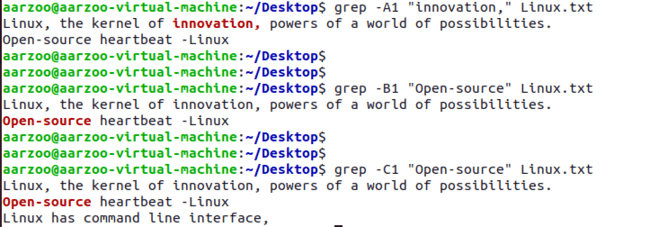 aarzoo@aarzoo-virtual-machine:~/Desktop$ grep -A1 "innovation," Linux.txt
Linux, the kernel of innovation, powers of a world of possibilities.
Open-source heartbeat -Linux
aarzoo@aarzoo-virtual-machine:~/Desktop$
aarzoo@aarzoo-virtual-machine:~/Desktop$
aarzoo@aarzoo-virtual-machine:~/Desktop$ grep -B1 "Open-source" Linux.txt
Linux, the kernel of innovation, powers of a world of possibilities.
Open-source heartbeat -Linux
aarzoo@aarzoo-virtual-machine:~/Desktop$
aarzoo@aarzoo-virtual-machine:~/Desktop$
aarzoo@aarzoo-virtual-machine:~/Desktop$ grep -C1 "Open-source" Linux.txt
Linux, the kernel of innovation, powers of a world of possibilities.
Open-source heartbeat -Linux
Linux has command line interface,